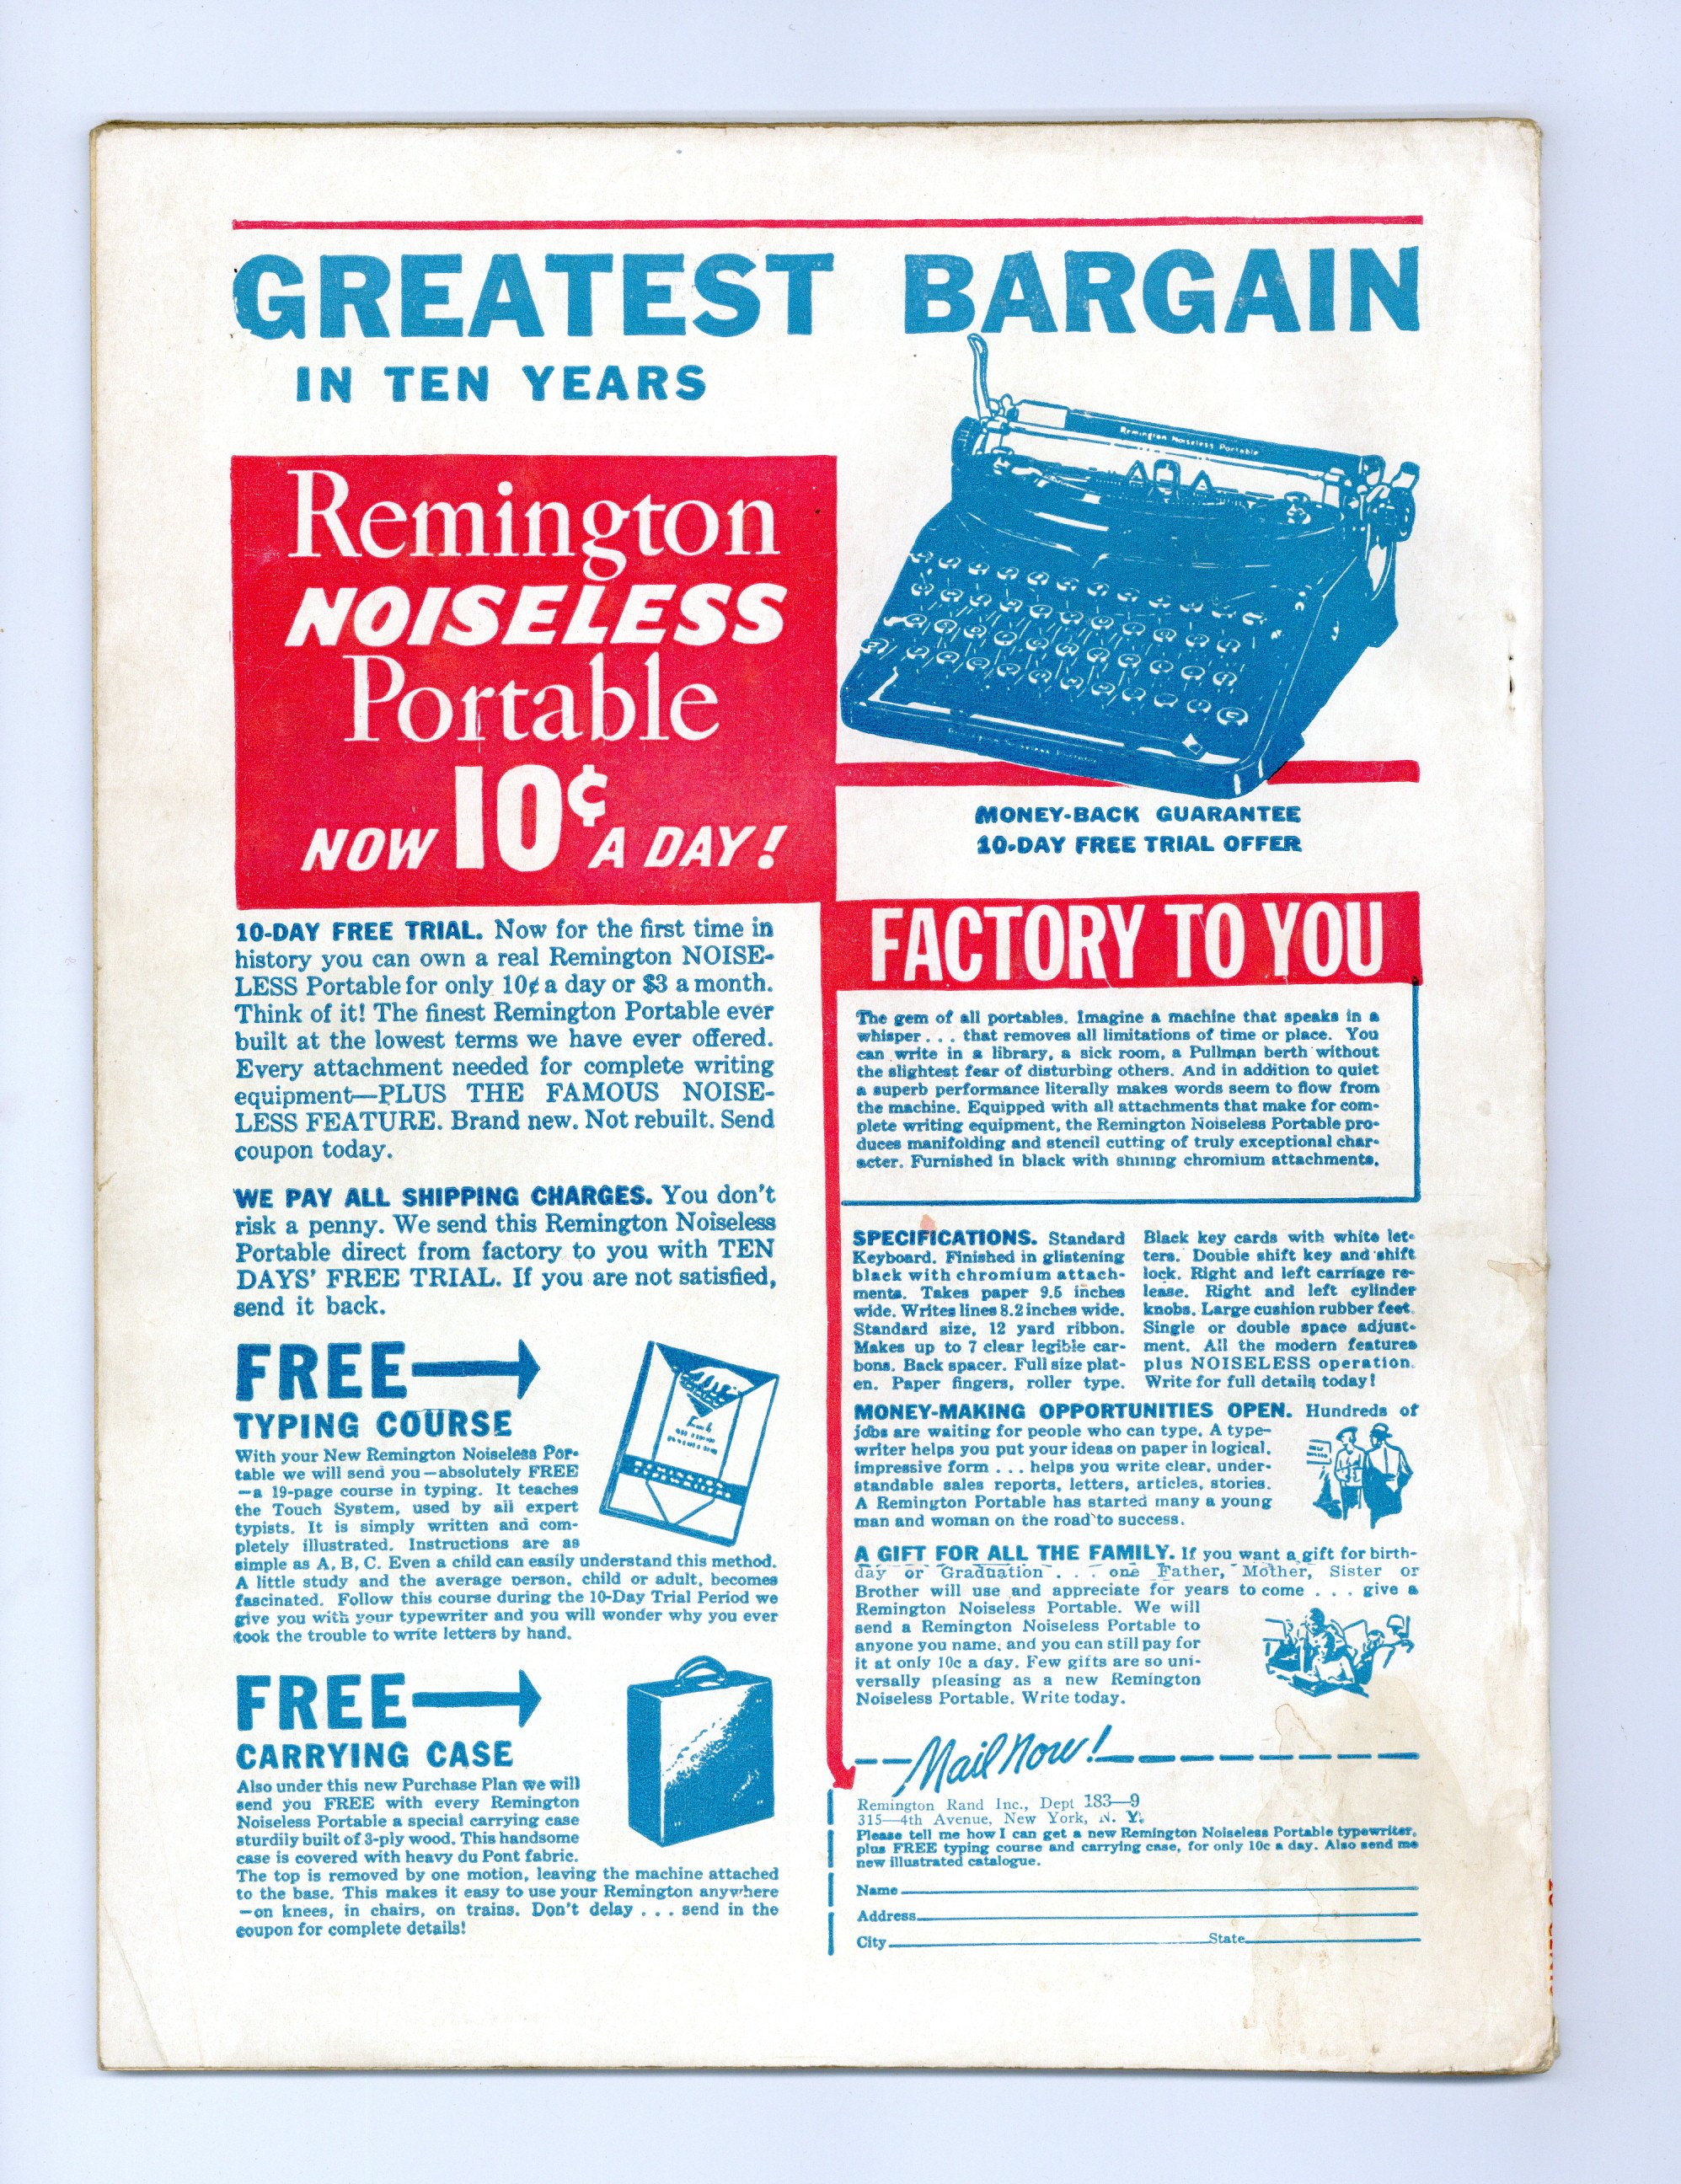 GREATEST BARGAIN
IN TEN YEARS
Remington Noiseless Portable
Remington
NOISELESS
Portable
NOW 10¢ A DAY!
MONEY-BACK GUARANTEE
10-DAY FREE TRIAL OFFER
10-DAY FREE TRIAL. Now for the first time in
history you can own a real Remington NOISE-
LESS Portable for only 10¢ a day or $3 a month.
Think of it! The finest Remington Portable ever
built at the lowest terms we have ever offered.
Every attachment needed for complete writing
equipment—PLUS THE FAMOUS NOISE-
LESS FEATURE. Brand new. Not rebuilt. Send
coupon today.
WE PAY ALL SHIPPING CHARGES. You don't
risk a penny. We send this Remington Noiseless
Portable direct from factory to you with TEN
DAYS' FREE TRIAL. If you are not satisfied,
send it back.
FREE
TYPING COURSE
With your New Remington Noiseless Por-
table we will send you—absolutely FREE
—a 19-page course in typing. It teaches
the Touch System, used by all expert
typists. It is simply written and com-
pletely illustrated. Instructions are as
simple as A, B, C. Even a child can easily understand this method.
A little study and the average person, child or adult, becomes
fascinated. Follow this course during the 10-Day Trial Period we
give you with your typewriter and you will wonder why you ever
took the trouble to write letters by hand.
FREE
CARRYING CASE
Also under this new Purchase Plan we will
send you FREE with every Remington
Noiseless Portable a special carrying case
sturdily built of 3-ply wood. This handsome
case is covered with heavy du Pont fabric.
The top is removed by one motion, leaving the machine attached
to the base. This makes it easy to use your Remington anywhere
—on knees, in chairs, on trains. Don't delay . . . send in the
coupon for complete details!
FACTORY TO YOU
The gem of all portables. Imagine a machine that speaks in a
whisper . . . that removes all limitations of time or place. You
can write in a library, a sick room, a Pullman berth without
the slightest fear of disturbing others. And in addition to quiet
a superb performance literally makes words seem to flow from
the machine. Equipped with all attachments that make for com-
plete writing equipment, the Remington Noiseless Portable pro-
duces manifolding and stencil cutting of truly exceptional char-
acter. Furnished in black with shining chromium attachments.
SPECIFICATIONS. Standard
Keyboard. Finished in glistening
black with chromium attach-
ments. Takes paper 9.5 inches
wide. Writes lines 8.2 inches wide.
Standard size, 12 yard ribbon.
Makes up to 7 clear legible car-
bons. Back spacer. Full size plat-
en. Paper fingers, roller type.
Black key cards with white let-
ters. Double shift key and shift
lock. Right and left carriage re-
lease. Right and left cylinder
knobs. Large cushion rubber feet.
Single or double space adjust-
ment. All the modern features
plus NOISELESS operation.
Write for full details today!
MONEY-MAKING OPPORTUNITIES OPEN. Hundreds of
jobs are waiting for people who can type. A type-
writer helps you put your ideas on paper in logical,
impressive form . . . helps you write clear, under-
standable sales reports, letters, articles, stories.
A Remington Portable has started many a young
man and woman on the road to success.
A GIFT FOR ALL THE FAMILY. If you want a gift for birth-
day or Graduation . . . one Father, Mother, Sister or
Brother will use and appreciate for years to come . . . give a
Remington Noiseless Portable. We will
send a Remington Noiseless Portable to
anyone you name, and you can still pay for
it at only 10c a day. Few gifts are so uni-
versally pleasing as a new Remington
Noiseless Portable. Write today.
Mail Now!
Remington Rand Inc., Dept 183—9
315—4th Avenue, New York, N. Y.
Please tell me how I can get a new Remington Noiseless Portable typewriter,
plus FREE typing course and carrying case, for only 10c a day. Also send me
new illustrated catalogue.
Name
Address
City State